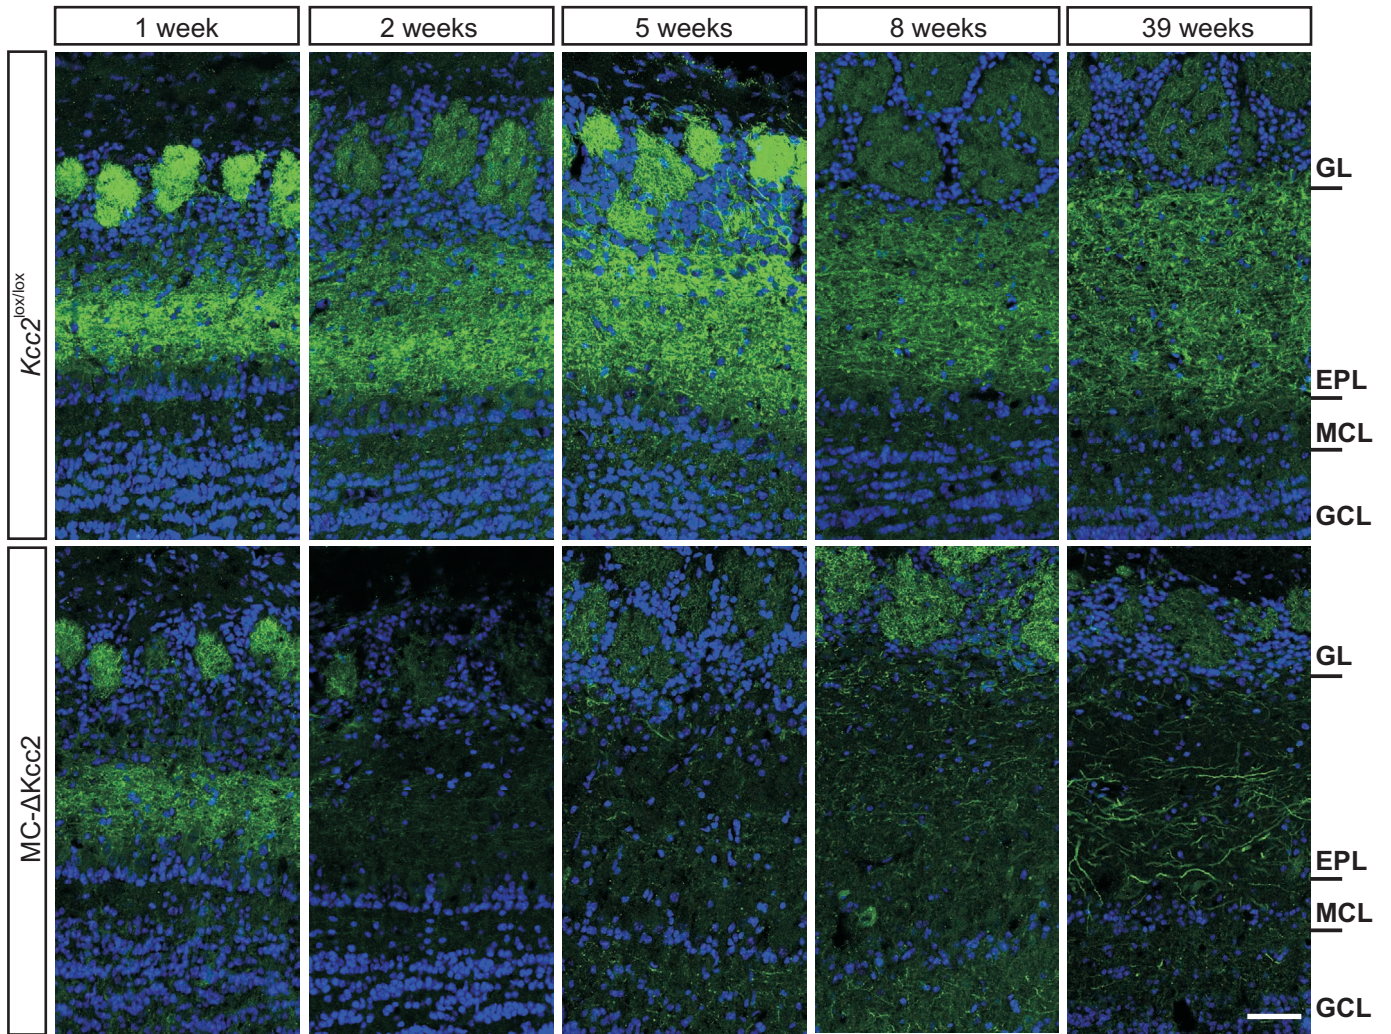 1 week
2 weeks
5 weeks
8 weeks
39 weeks
Kcc2lox/lox
GL
EPL
MCL
GCL
MC-ΔKcc2
GL
EPL
MCL
GCL